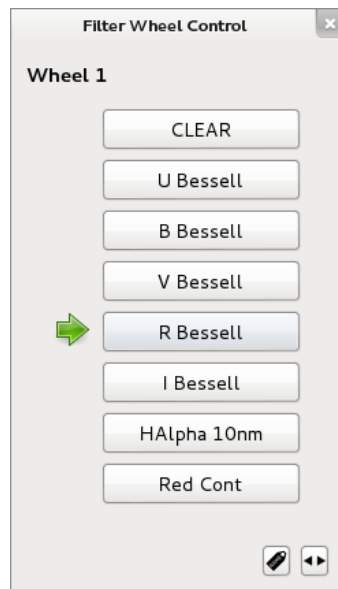 Filter Wheel Control
Wheel 1
CLEAR
U Bessell
B Bessell
V Bessell
R Bessell
I Bessell
HAlpha 10nm
Red Cont